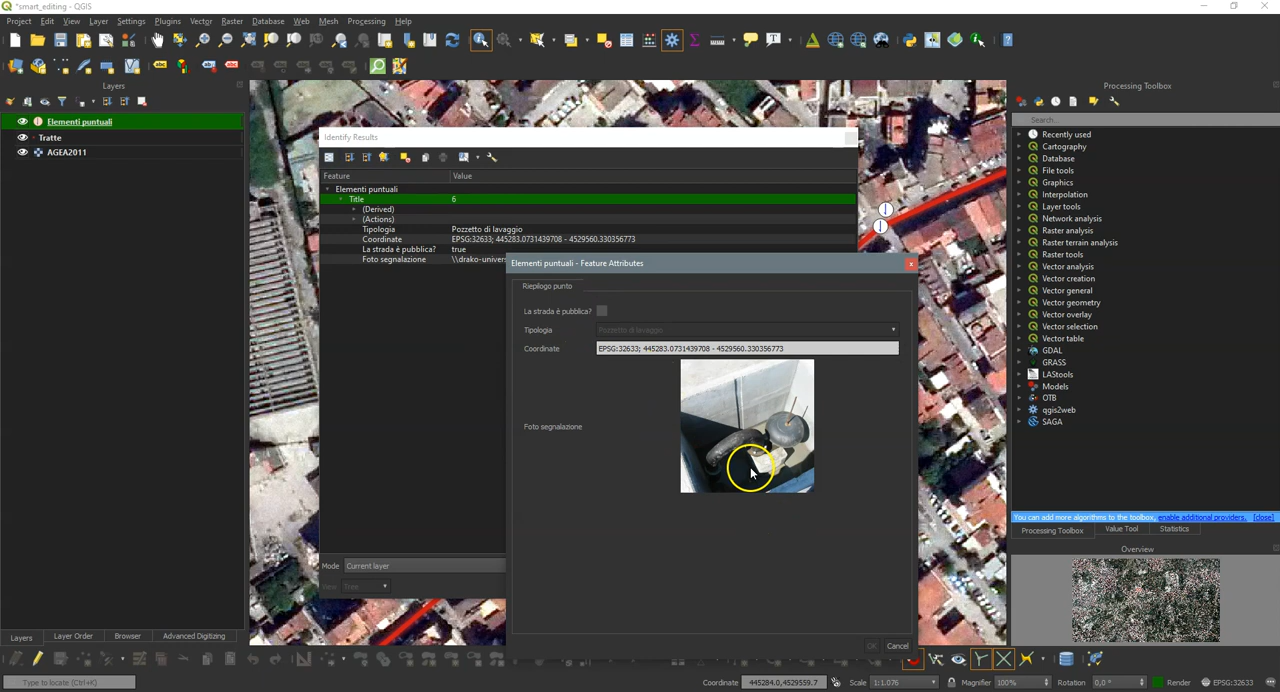 *smart_editing - QGIS
Project Edit View Layer Settings Plugins Vector Raster Database Web Mesh Processing Help
Layers
Elementi puntuali
Tratte
AGEA2011
Identify Results
Feature Value
Elementi puntuali
Title 6
(Derived)
(Actions)
Tipologia Pozzetto di lavaggio
Coordinate EPSG:32633; 445283.0731439708 - 4529560.330356773
La strada è pubblica? true
Foto segnalazione \\drako-univer
Mode Current layer
View Tree
Elementi puntuali - Feature Attributes
Riepilogo punto
La strada è pubblica?
Tipologia Pozzetto di lavaggio
Coordinate EPSG:32633; 445283.0731439708 - 4529560.330356773
Foto segnalazione
OK Cancel
Processing Toolbox
Search...
Recently used
Cartography
Database
File tools
Graphics
Interpolation
Layer tools
Network analysis
Raster analysis
Raster terrain analysis
Raster tools
Vector analysis
Vector creation
Vector general
Vector geometry
Vector overlay
Vector selection
Vector table
GDAL
GRASS
LAStools
Models
OTB
qgis2web
SAGA
You can add more algorithms to the toolbox, enable additional providers. [close]
Processing Toolbox Value Tool Statistics
Overview
Layers Layer Order Browser Advanced Digitizing
Type to locate (Ctrl+K) Coordinate 445284.0,4529559.7 Scale 1:1.076 Magnifier 100% Rotation 0,0 ° Render EPSG:32633